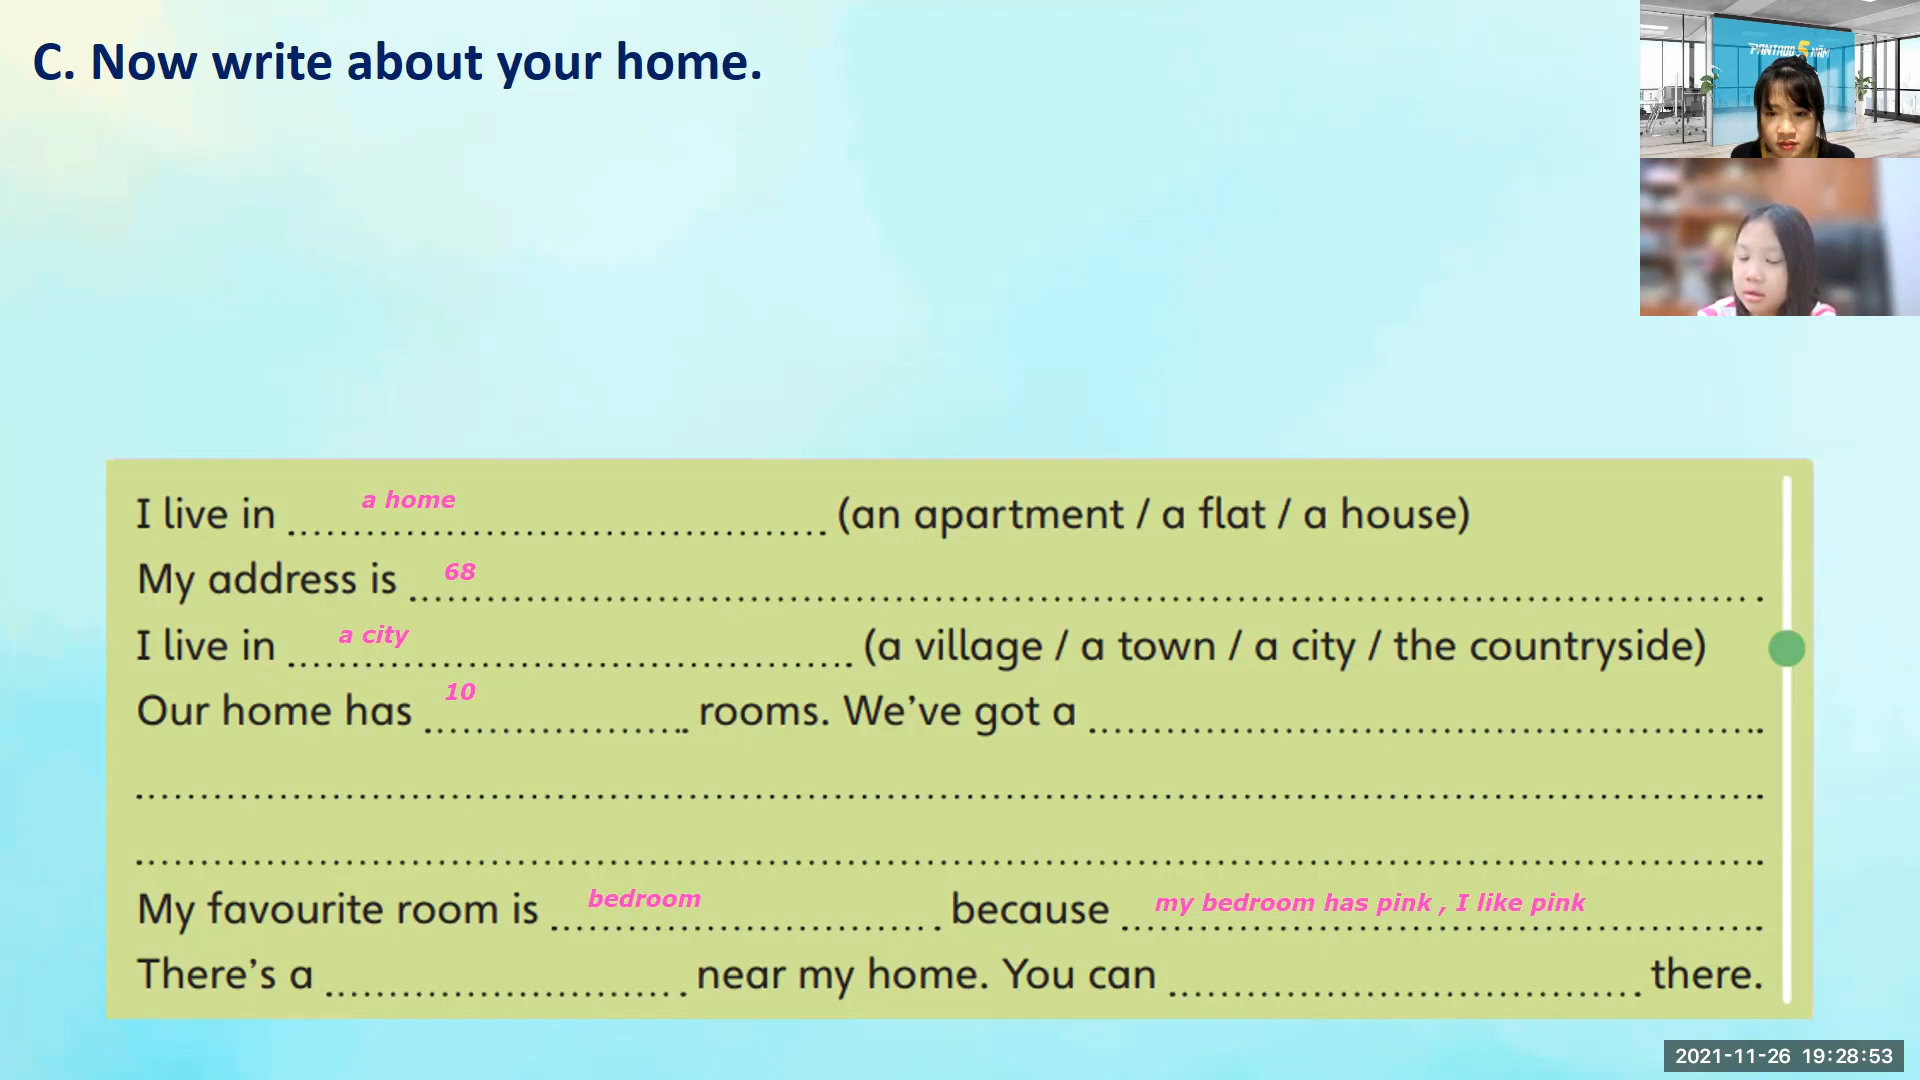 C. Now write about your home.
PANTADO 5 NĂM
I live in a home (an apartment / a flat / a house)
My address is 68 .
I live in a city (a village / a town / a city / the countryside)
Our home has 10 rooms. We've got a
My favourite room is bedroom because my bedroom has pink , I like pink
There's a near my home. You can there.
2021-11-26 19:28:53